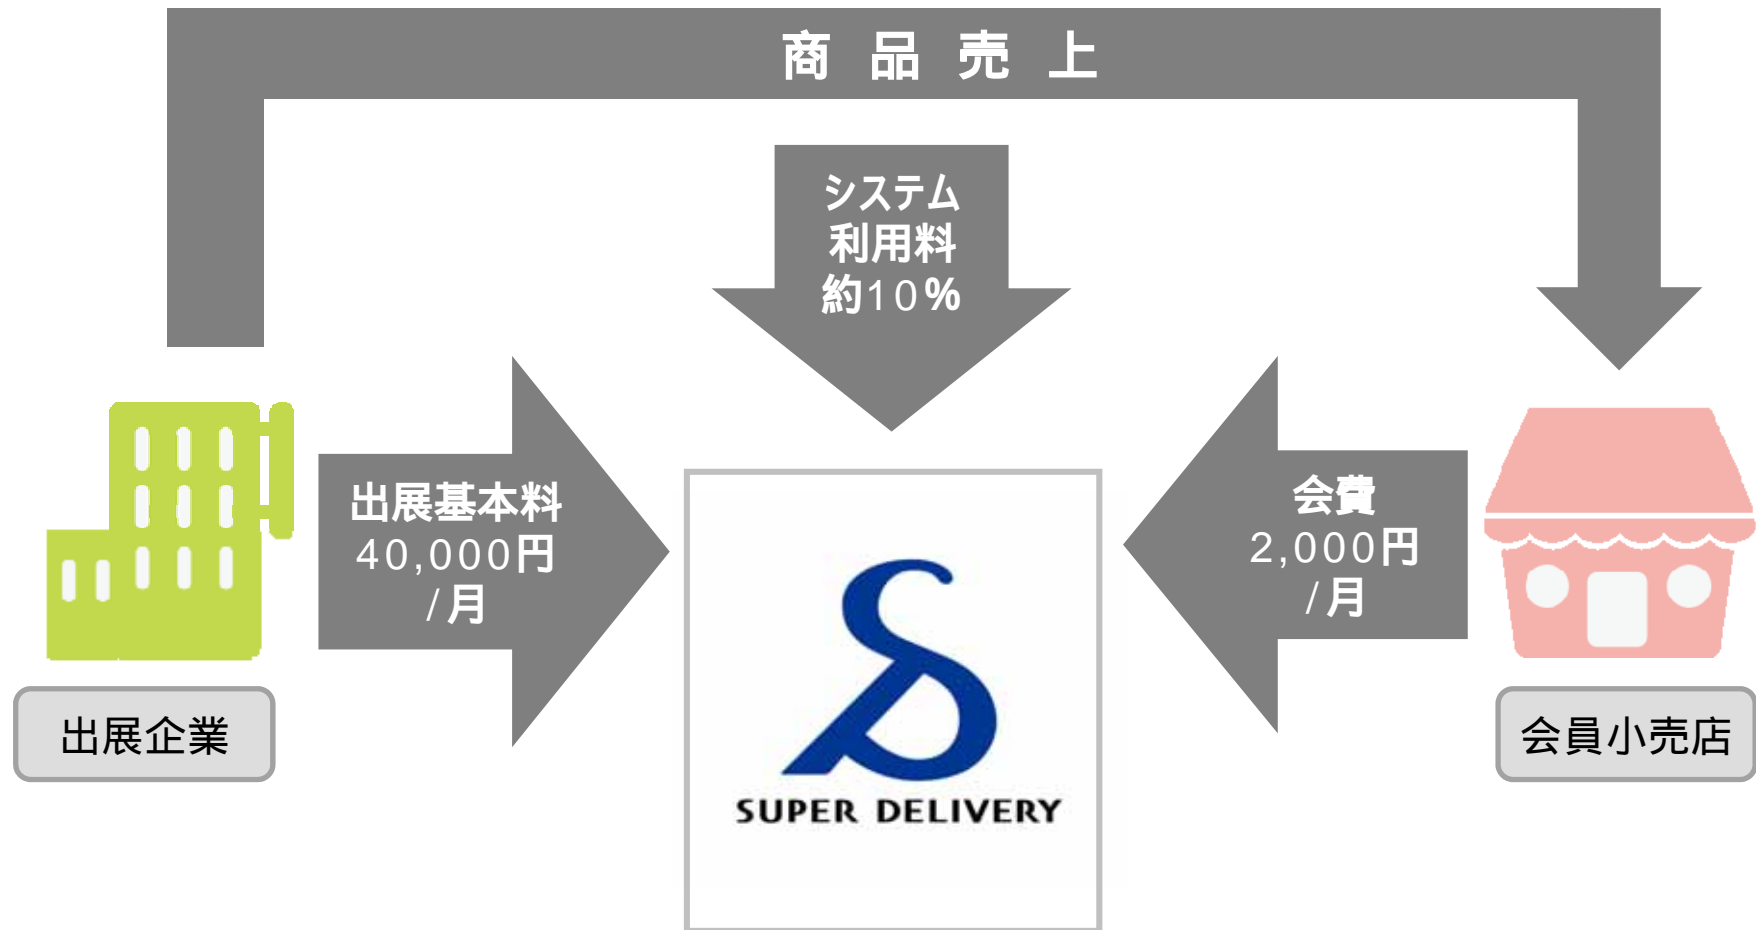 商品売上
システム
利用料
約10%
出展基本料
40,000円
/月
会費
2,000円
/月
SUPER DELIVERY
出展企業
会員小売店